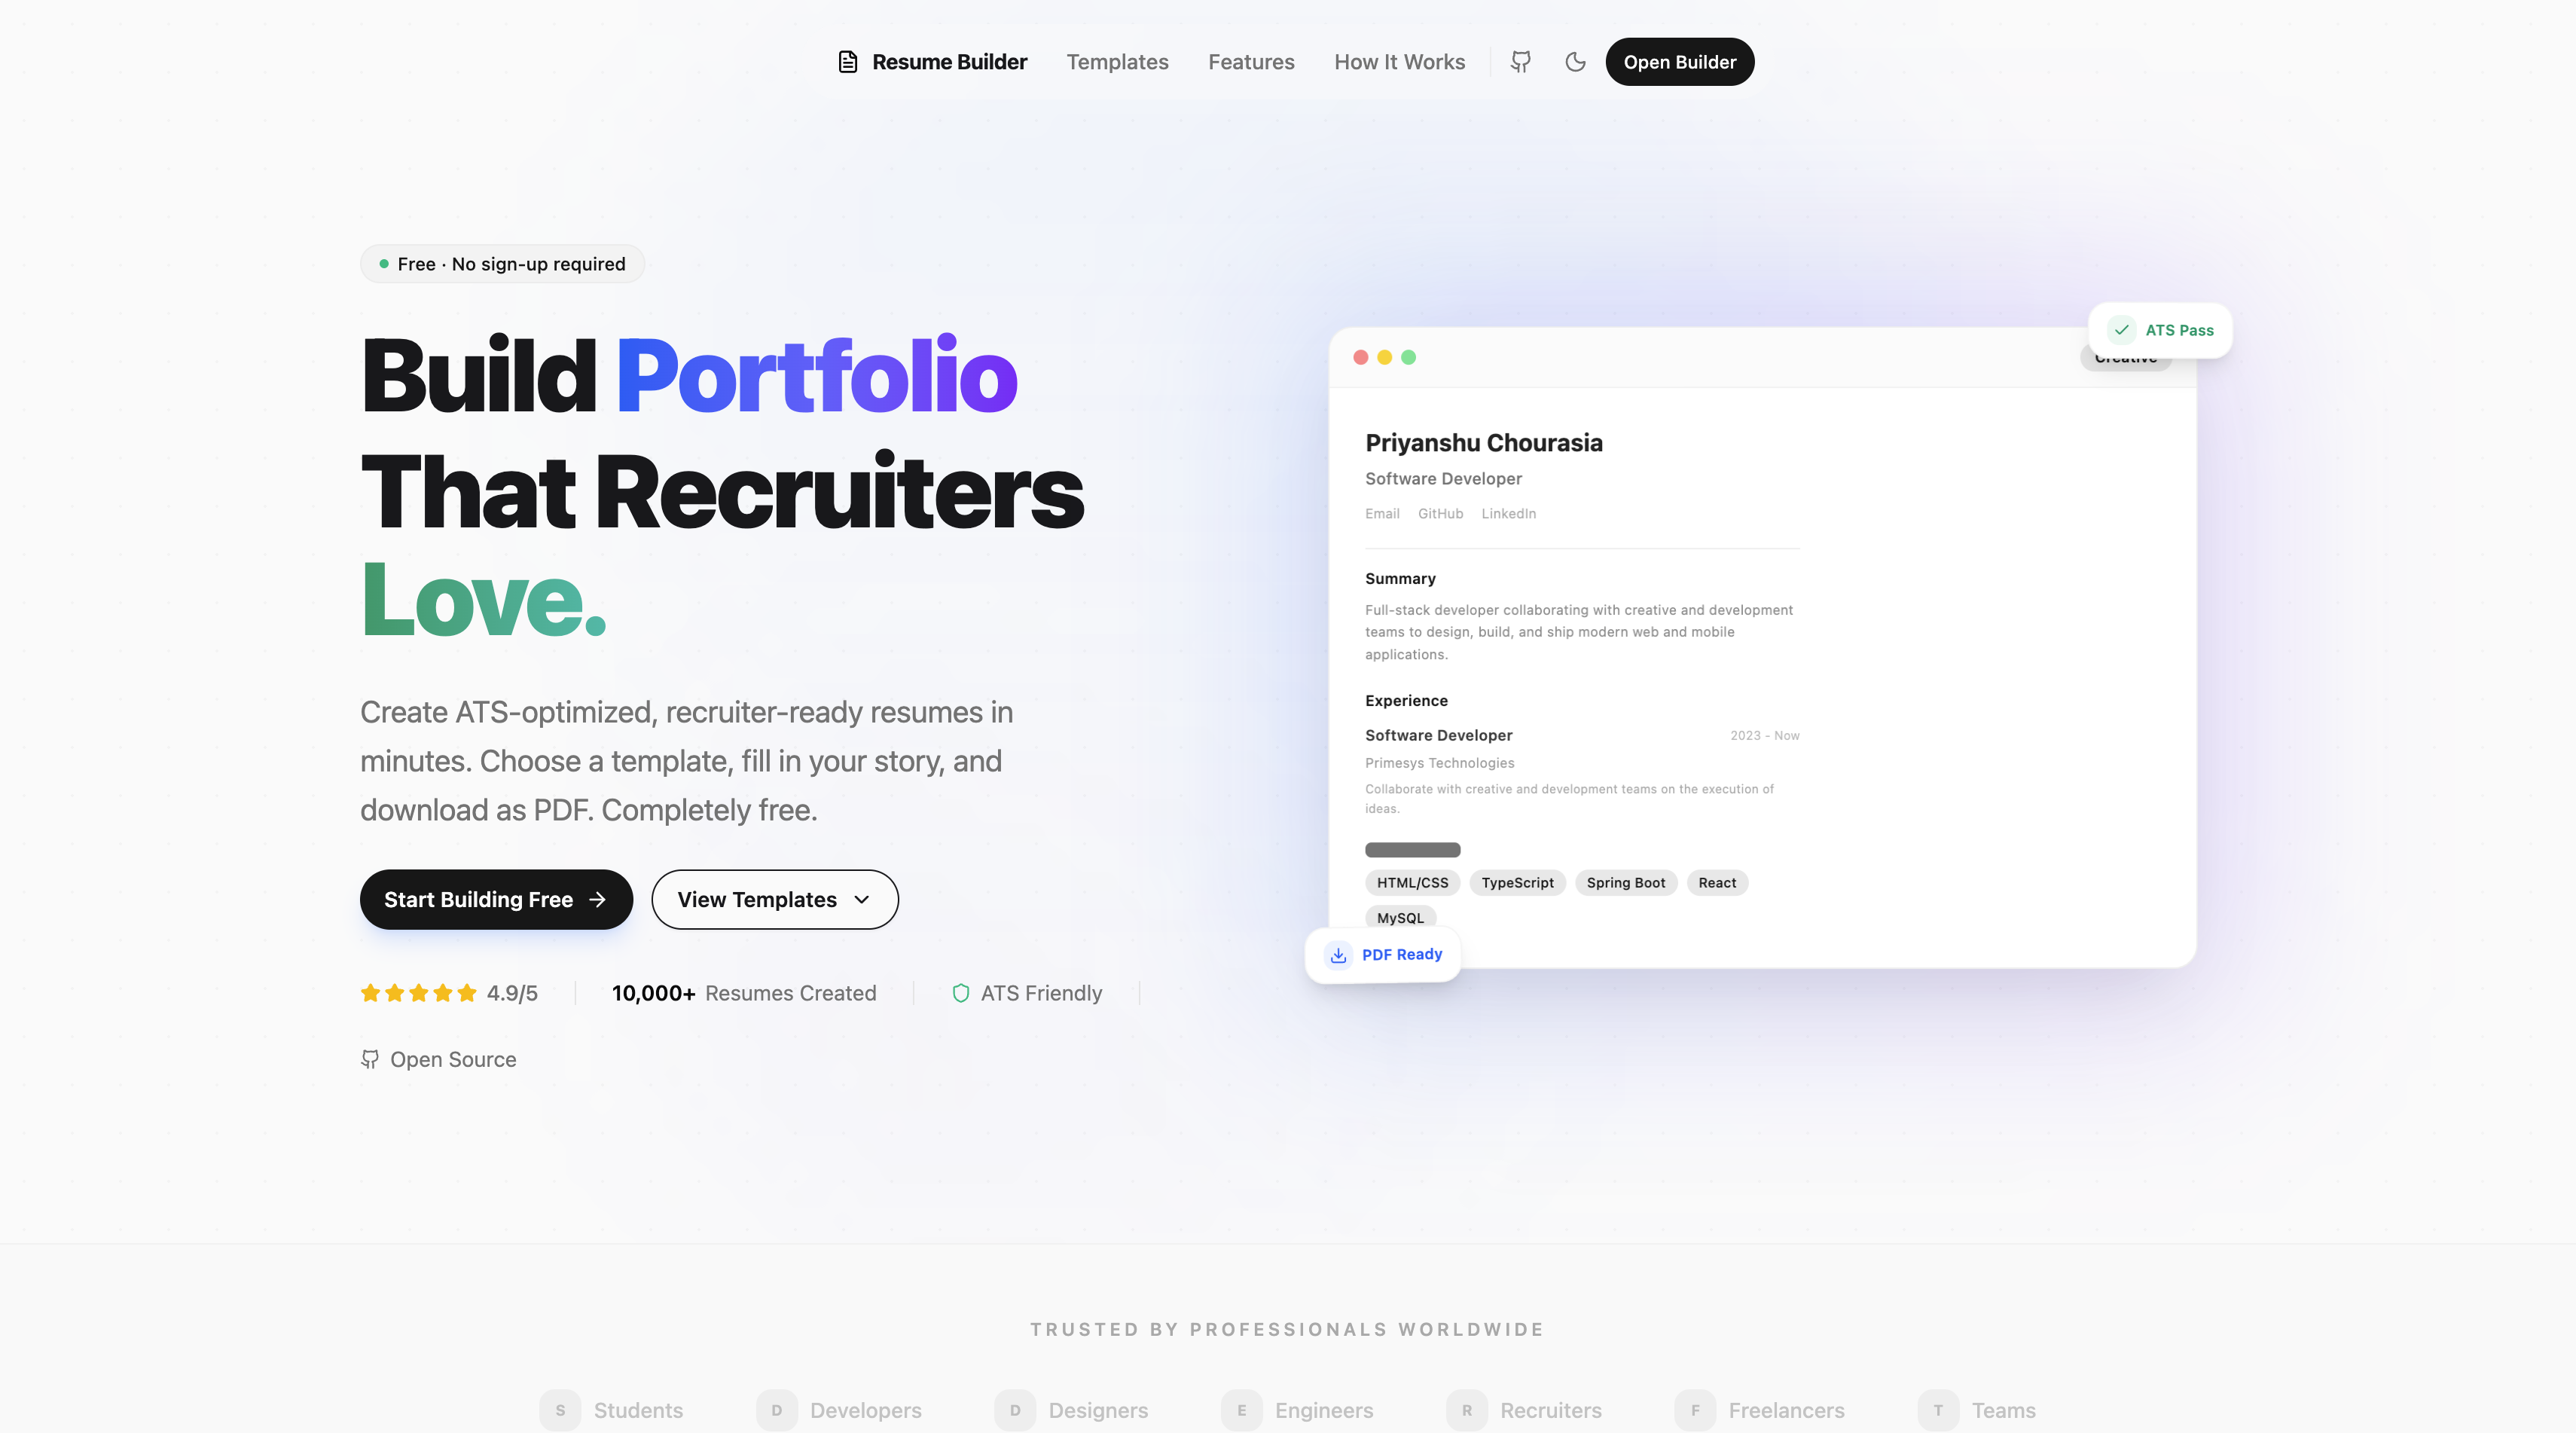 Resume Builder
Templates
Features
How It Works
Open Builder
Free · No sign-up required
Build Portfolio
That Recruiters
Love.
Create ATS-optimized, recruiter-ready resumes in
minutes. Choose a template, fill in your story, and
download as PDF. Completely free.
Start Building Free
View Templates
4.9/5
10,000+ Resumes Created
ATS Friendly
Open Source
ATS Pass
Creative
Priyanshu Chourasia
Software Developer
Email GitHub LinkedIn
Summary
Full-stack developer collaborating with creative and development
teams to design, build, and ship modern web and mobile
applications.
Experience
Software Developer 2023 - Now
Primesys Technologies
Collaborate with creative and development teams on the execution of
ideas.
HTML/CSS TypeScript Spring Boot React
MySQL
PDF Ready
TRUSTED BY PROFESSIONALS WORLDWIDE
S Students
D Developers
D Designers
E Engineers
R Recruiters
F Freelancers
T Teams